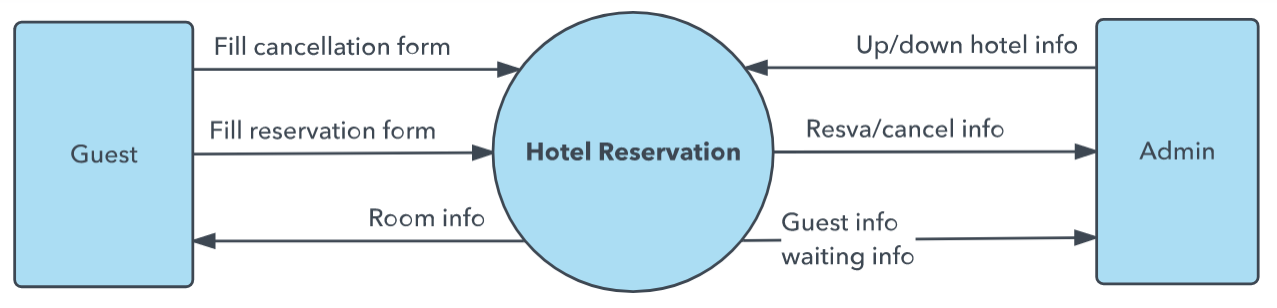 Fill cancellation form
Up/down hotel info
Fill reservation form
Resva/cancel info
Guest
Hotel Reservation
Admin
Room info
Guest info
waiting info